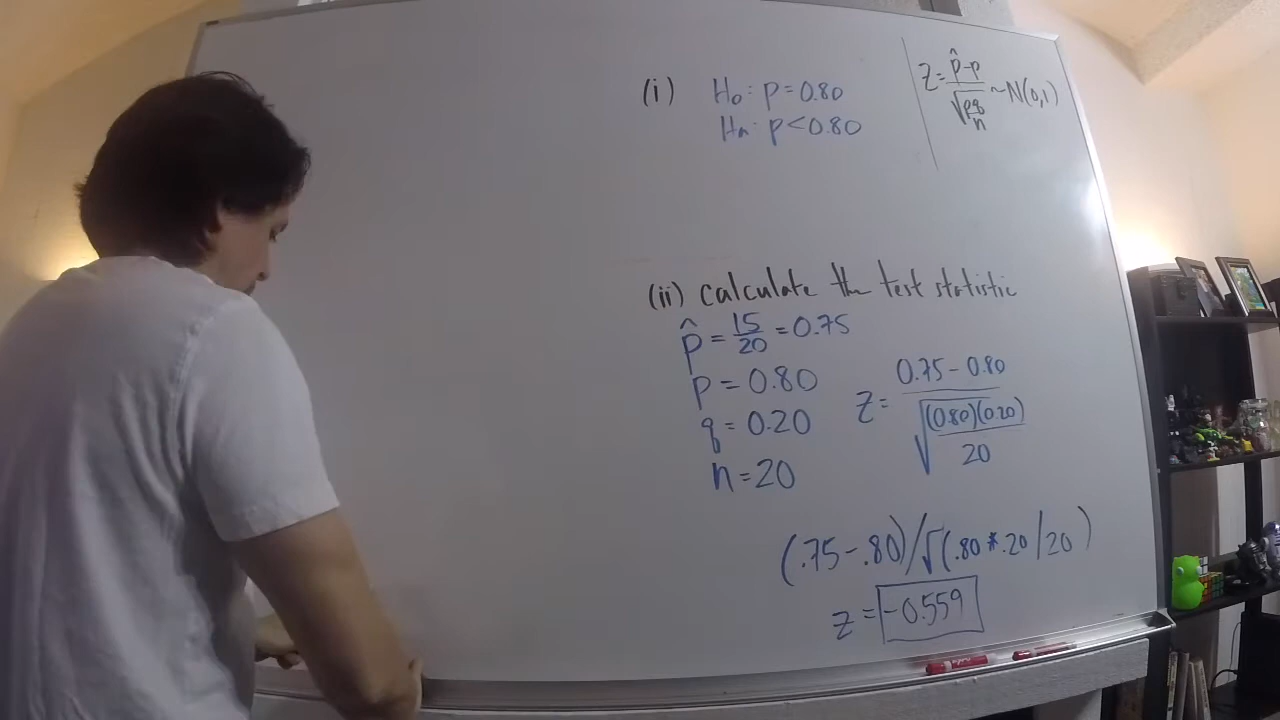 (i) H₀: p = 0.80
Hₐ: p < 0.80
Z = (p̂ - p) / √(pq/n) ~ N(0,1)
(ii) calculate the test statistic
p̂ = 15/20 = 0.75
p = 0.80
q = 0.20
n = 20
Z = (0.75 - 0.80) / √((0.80)(0.20)/20)
(.75 - .80)/√(.80 * .20 / 20)
z = -0.559